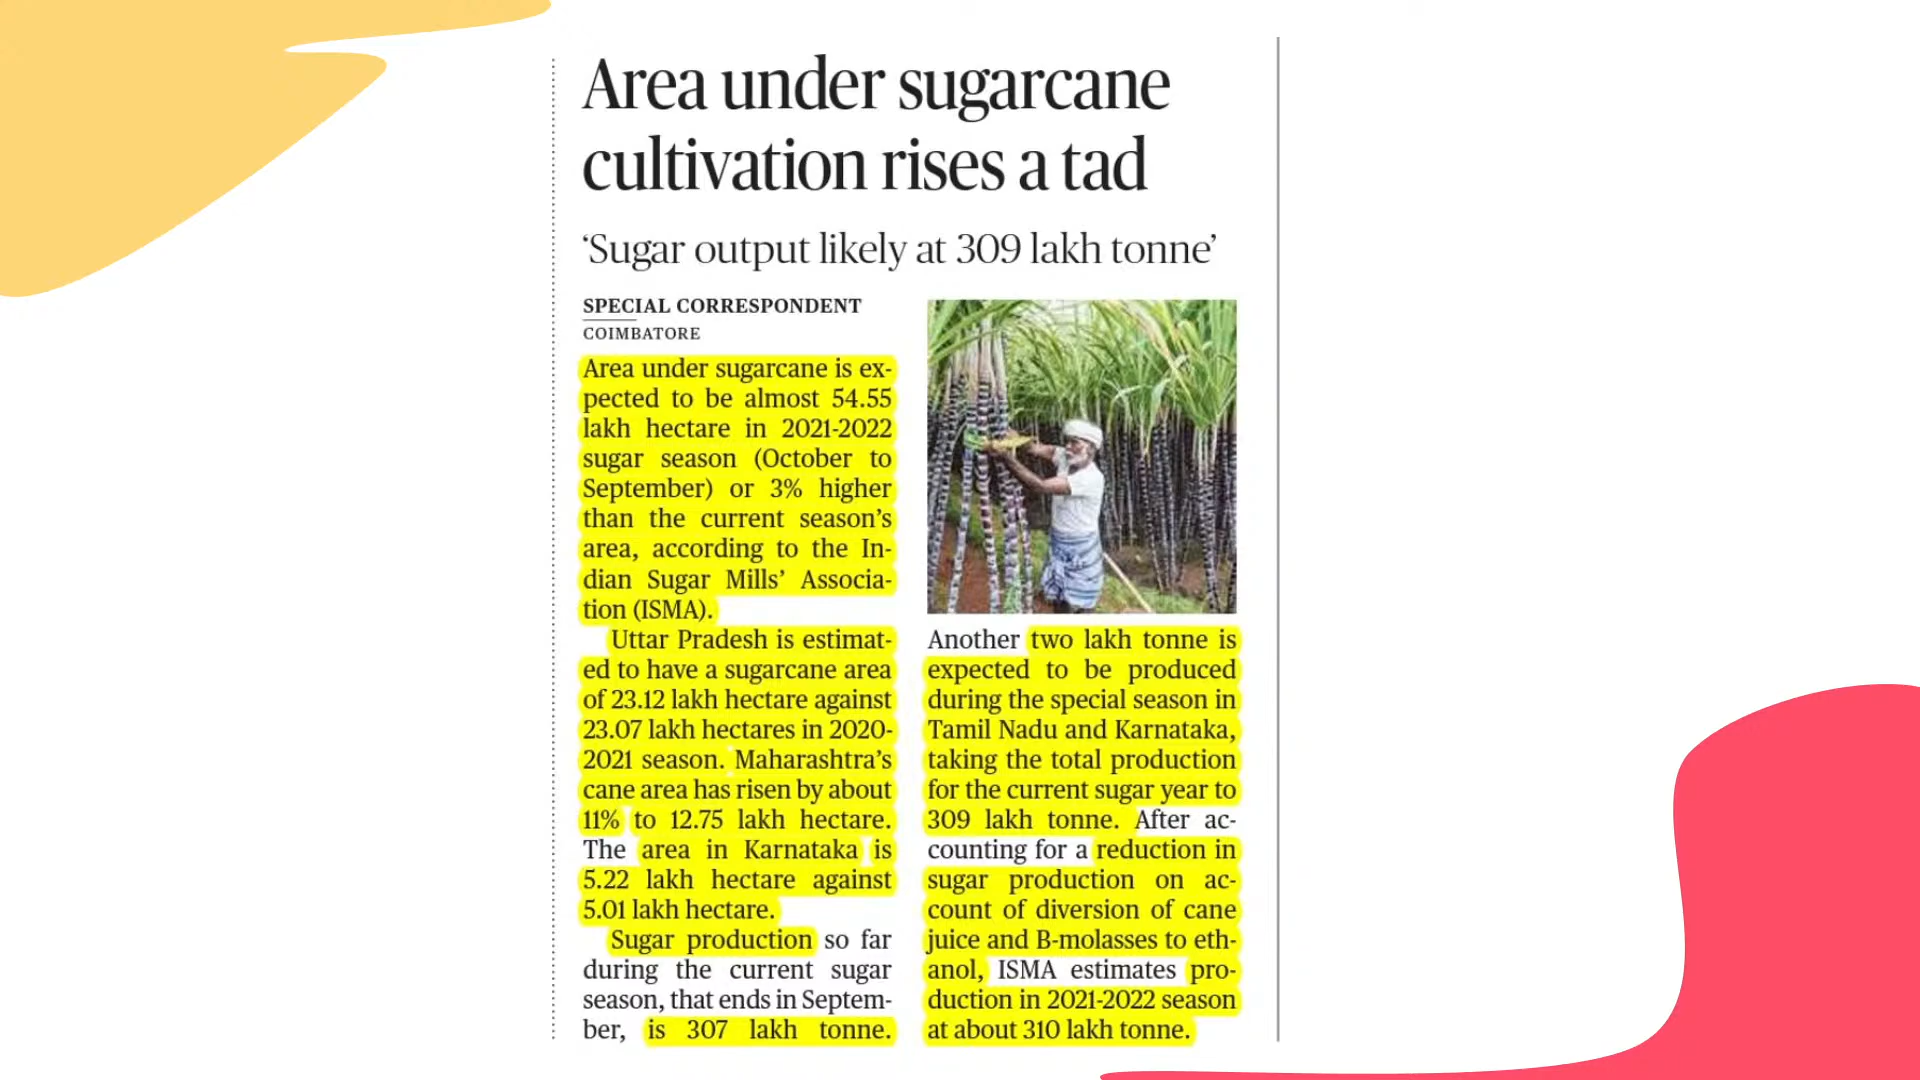 Area under sugarcane
cultivation rises a tad
‘Sugar output likely at 309 lakh tonne’
SPECIAL CORRESPONDENT
COIMBATORE
Area under sugarcane is ex-
pected to be almost 54.55
lakh hectare in 2021-2022
sugar season (October to
September) or 3% higher
than the current season’s
area, according to the In-
dian Sugar Mills’ Associa-
tion (ISMA).
Uttar Pradesh is estimat-
ed to have a sugarcane area
of 23.12 lakh hectare against
23.07 lakh hectares in 2020-
2021 season. Maharashtra’s
cane area has risen by about
11% to 12.75 lakh hectare.
The area in Karnataka is
5.22 lakh hectare against
5.01 lakh hectare.
Sugar production so far
during the current sugar
season, that ends in Septem-
ber, is 307 lakh tonne.
Another two lakh tonne is
expected to be produced
during the special season in
Tamil Nadu and Karnataka,
taking the total production
for the current sugar year to
309 lakh tonne. After ac-
counting for a reduction in
sugar production on ac-
count of diversion of cane
juice and B-molasses to eth-
anol, ISMA estimates pro-
duction in 2021-2022 season
at about 310 lakh tonne.